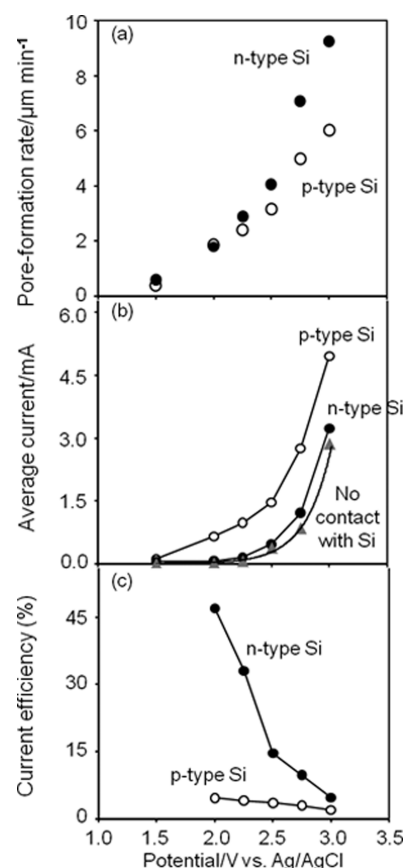 (a)
n-type Si
p-type Si
Pore-formation rate/µm min⁻¹
10
8
6
4
2
0
(b)
p-type Si
n-type Si
No
contact
with Si
Average current/mA
6.0
4.5
3.0
1.5
0.0
(c)
n-type Si
p-type Si
Current efficiency (%)
45
30
15
0
1.0 1.5 2.0 2.5 3.0 3.5
Potential/V vs. Ag/AgCl